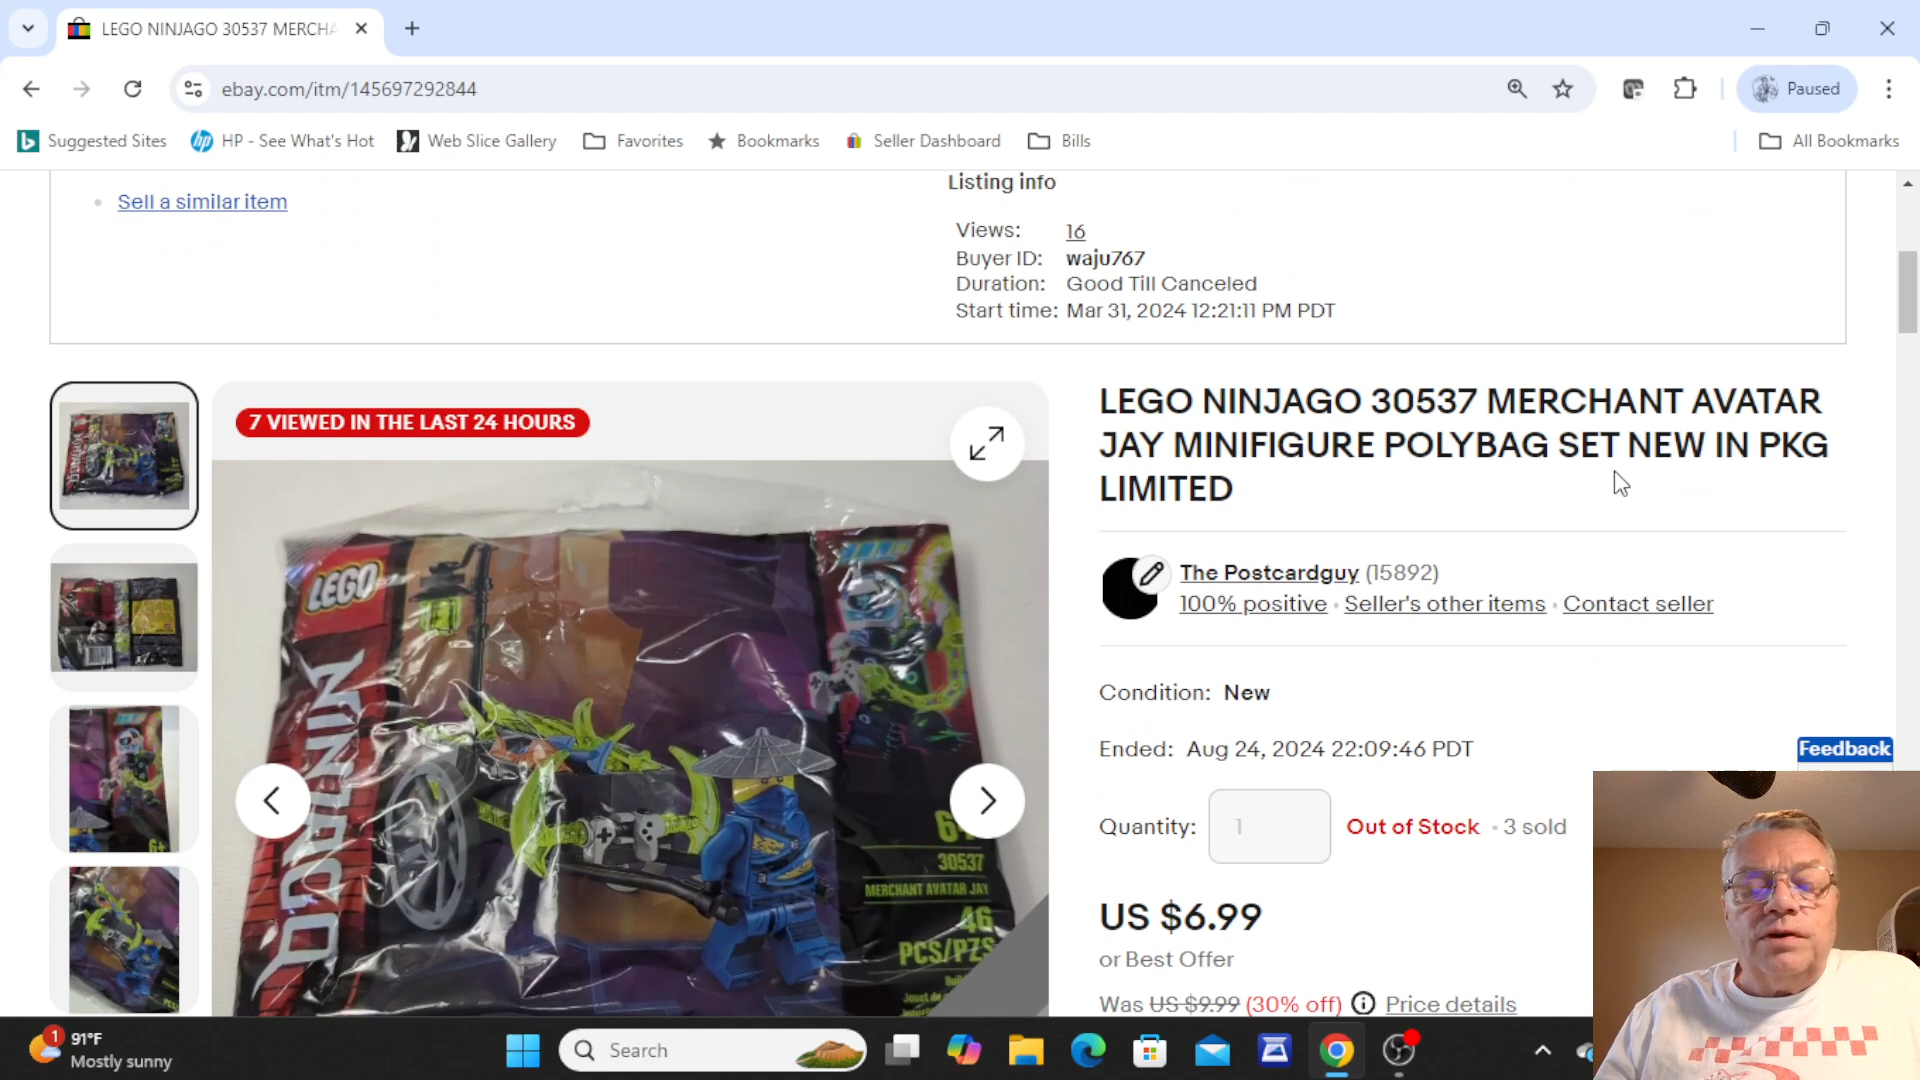 LEGO NINJAGO 30537 MERCHA
ebay.com/itm/145697292844
Paused
Suggested Sites
HP - See What's Hot
Web Slice Gallery
Favorites
Bookmarks
Seller Dashboard
Bills
All Bookmarks
Sell a similar item
Listing info
Views: 16
Buyer ID: waju767
Duration: Good Till Canceled
Start time: Mar 31, 2024 12:21:11 PM PDT
7 VIEWED IN THE LAST 24 HOURS
LEGO
NINJAGO
6+
30537
MERCHANT AVATAR JAY
46
PCS/PZS
LEGO NINJAGO 30537 MERCHANT AVATAR
JAY MINIFIGURE POLYBAG SET NEW IN PKG
LIMITED
The Postcardguy (15892)
100% positive • Seller's other items • Contact seller
Condition: New
Ended: Aug 24, 2024 22:09:46 PDT
Feedback
Quantity: 1 Out of Stock • 3 sold
US $6.99
or Best Offer
Was US $9.99 (30% off) Price details
1
91°F
Mostly sunny
Search